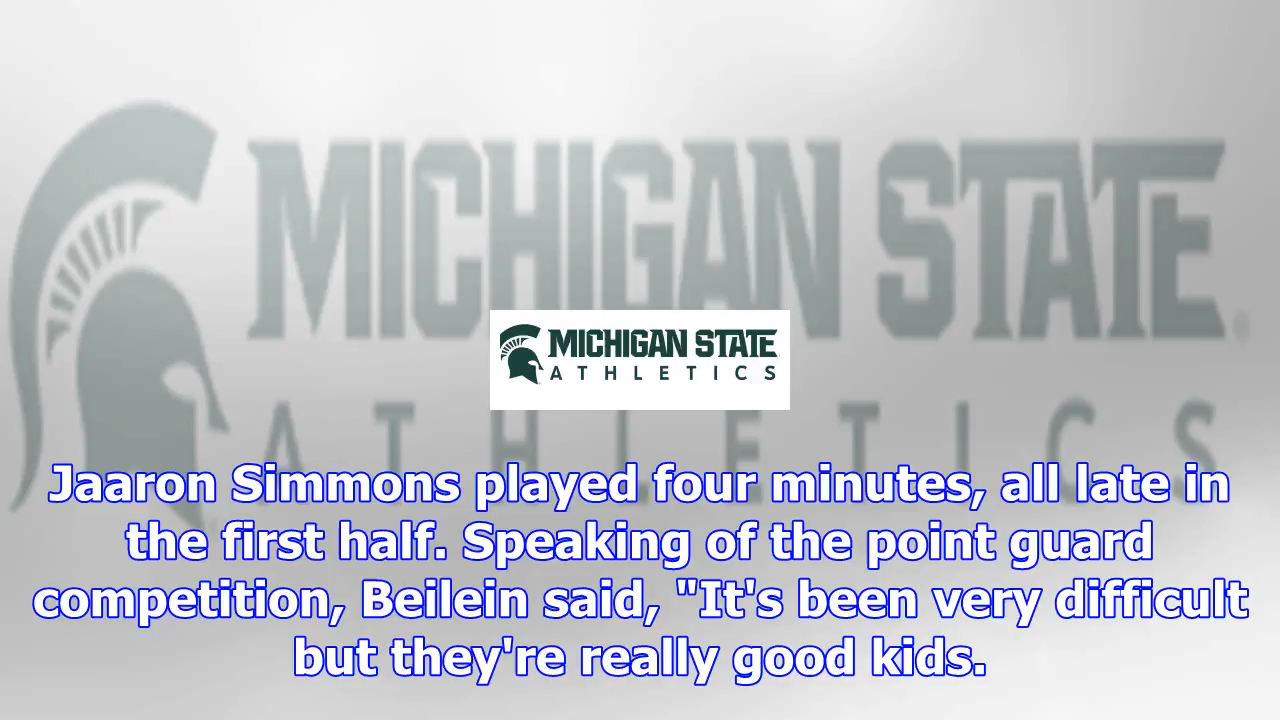 MICHIGAN STATE
ATHLETICS
MICHIGAN STATE
ATHLETICS
Jaaron Simmons played four minutes, all late in
the first half. Speaking of the point guard
competition, Beilein said, "It's been very difficult
but they're really good kids.